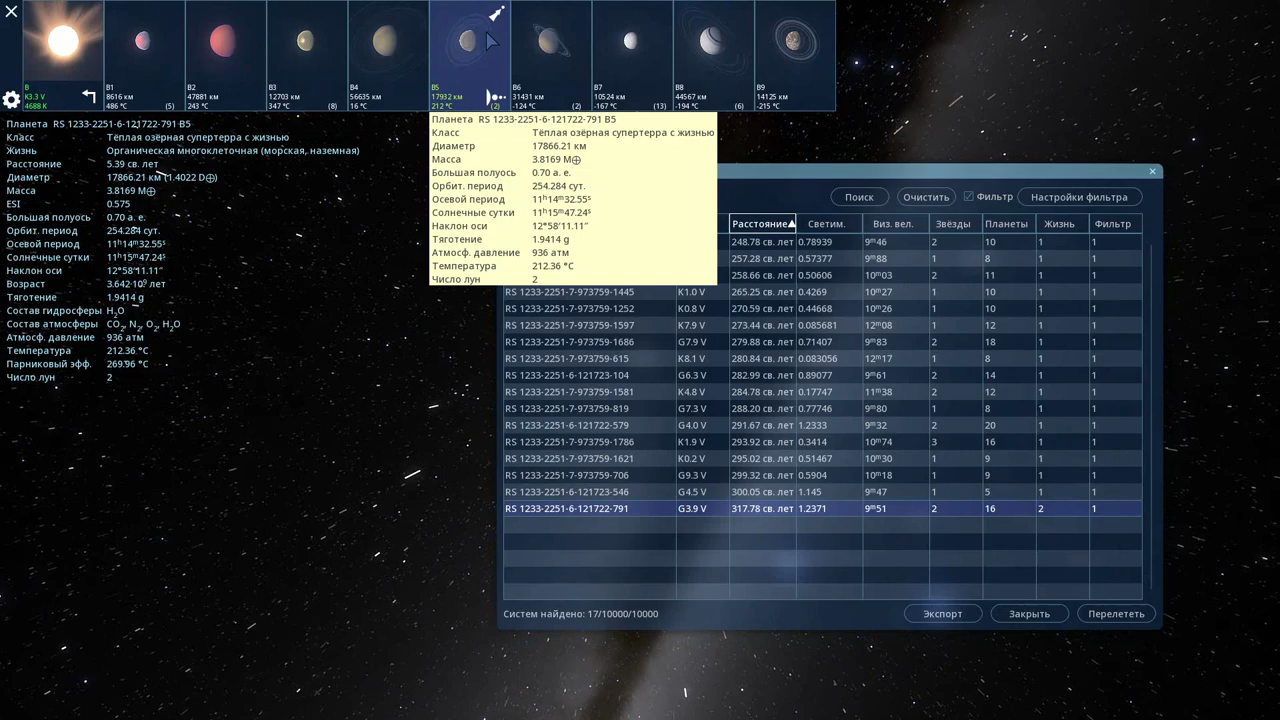 B
K3.3 V
4688 K
B1
8616 км
486 °C (5)
B2
47881 км
243 °C
B3
12703 км
347 °C (8)
B4
56635 км
16 °C
B5
17932 км
212 °C (2)
B6
31431 км
-124 °C (2)
B7
10524 км
-167 °C (13)
B8
44567 км
-194 °C (6)
B9
14125 км
-215 °C
Планета RS 1233-2251-6-121722-791 B5
Класс Тёплая озёрная супертерра с жизнью
Жизнь Органическая многоклеточная (морская, наземная)
Расстояние 5.39 св. лет
Диаметр 17866.21 км (1.4022 D⊕)
Масса 3.8169 M⊕
ESI 0.575
Большая полуось 0.70 а. е.
Орбит. период 254.284 сут.
Осевой период 11ʰ14ᵐ32.55ˢ
Солнечные сутки 11ʰ15ᵐ47.24ˢ
Наклон оси 12°58′11.11″
Возраст 3.642·10⁹ лет
Тяготение 1.9414 g
Состав гидросферы H₂O
Состав атмосферы CO₂, N₂, O₂, H₂O
Атмосф. давление 936 атм
Температура 212.36 °C
Парниковый эфф. 269.96 °C
Число лун 2
Планета RS 1233-2251-6-121722-791 B5
Класс Тёплая озёрная супертерра с жизнью
Диаметр 17866.21 км
Масса 3.8169 M⊕
Большая полуось 0.70 а. е.
Орбит. период 254.284 сут.
Осевой период 11ʰ14ᵐ32.55ˢ
Солнечные сутки 11ʰ15ᵐ47.24ˢ
Наклон оси 12°58′11.11″
Тяготение 1.9414 g
Атмосф. давление 936 атм
Температура 212.36 °C
Число лун 2
Поиск Очистить Фильтр Настройки фильтра
Расстояние Светим. Виз. вел. Звёзды Планеты Жизнь Фильтр
248.78 св. лет 0.78939 9ᵐ46 2 10 1 1
257.28 св. лет 0.57377 9ᵐ88 1 8 1 1
258.66 св. лет 0.50606 10ᵐ03 2 11 1 1
RS 1233-2251-7-973759-1445 K1.0 V 265.25 св. лет 0.4269 10ᵐ27 1 10 1 1
RS 1233-2251-7-973759-1252 K0.8 V 270.59 св. лет 0.44668 10ᵐ26 1 10 1 1
RS 1233-2251-7-973759-1597 K7.9 V 273.44 св. лет 0.085681 12ᵐ08 1 12 1 1
RS 1233-2251-7-973759-1686 G7.9 V 279.88 св. лет 0.71407 9ᵐ83 2 18 1 1
RS 1233-2251-7-973759-615 K8.1 V 280.84 св. лет 0.083056 12ᵐ17 1 8 1 1
RS 1233-2251-6-121723-104 G6.3 V 282.99 св. лет 0.89077 9ᵐ61 2 14 1 1
RS 1233-2251-7-973759-1581 K4.8 V 284.78 св. лет 0.17747 11ᵐ38 2 12 1 1
RS 1233-2251-7-973759-819 G7.3 V 288.20 св. лет 0.77746 9ᵐ80 1 8 1 1
RS 1233-2251-6-121722-579 G4.0 V 291.67 св. лет 1.2333 9ᵐ32 2 20 1 1
RS 1233-2251-7-973759-1786 K1.9 V 293.92 св. лет 0.3414 10ᵐ74 3 16 1 1
RS 1233-2251-7-973759-1621 K0.2 V 295.02 св. лет 0.51467 10ᵐ30 1 9 1 1
RS 1233-2251-7-973759-706 G9.3 V 299.32 св. лет 0.5904 10ᵐ18 1 9 1 1
RS 1233-2251-6-121723-546 G4.5 V 300.05 св. лет 1.145 9ᵐ47 1 5 1 1
RS 1233-2251-6-121722-791 G3.9 V 317.78 св. лет 1.2371 9ᵐ51 2 16 2 1
Систем найдено: 17/10000/10000 Экспорт Закрыть Перелететь